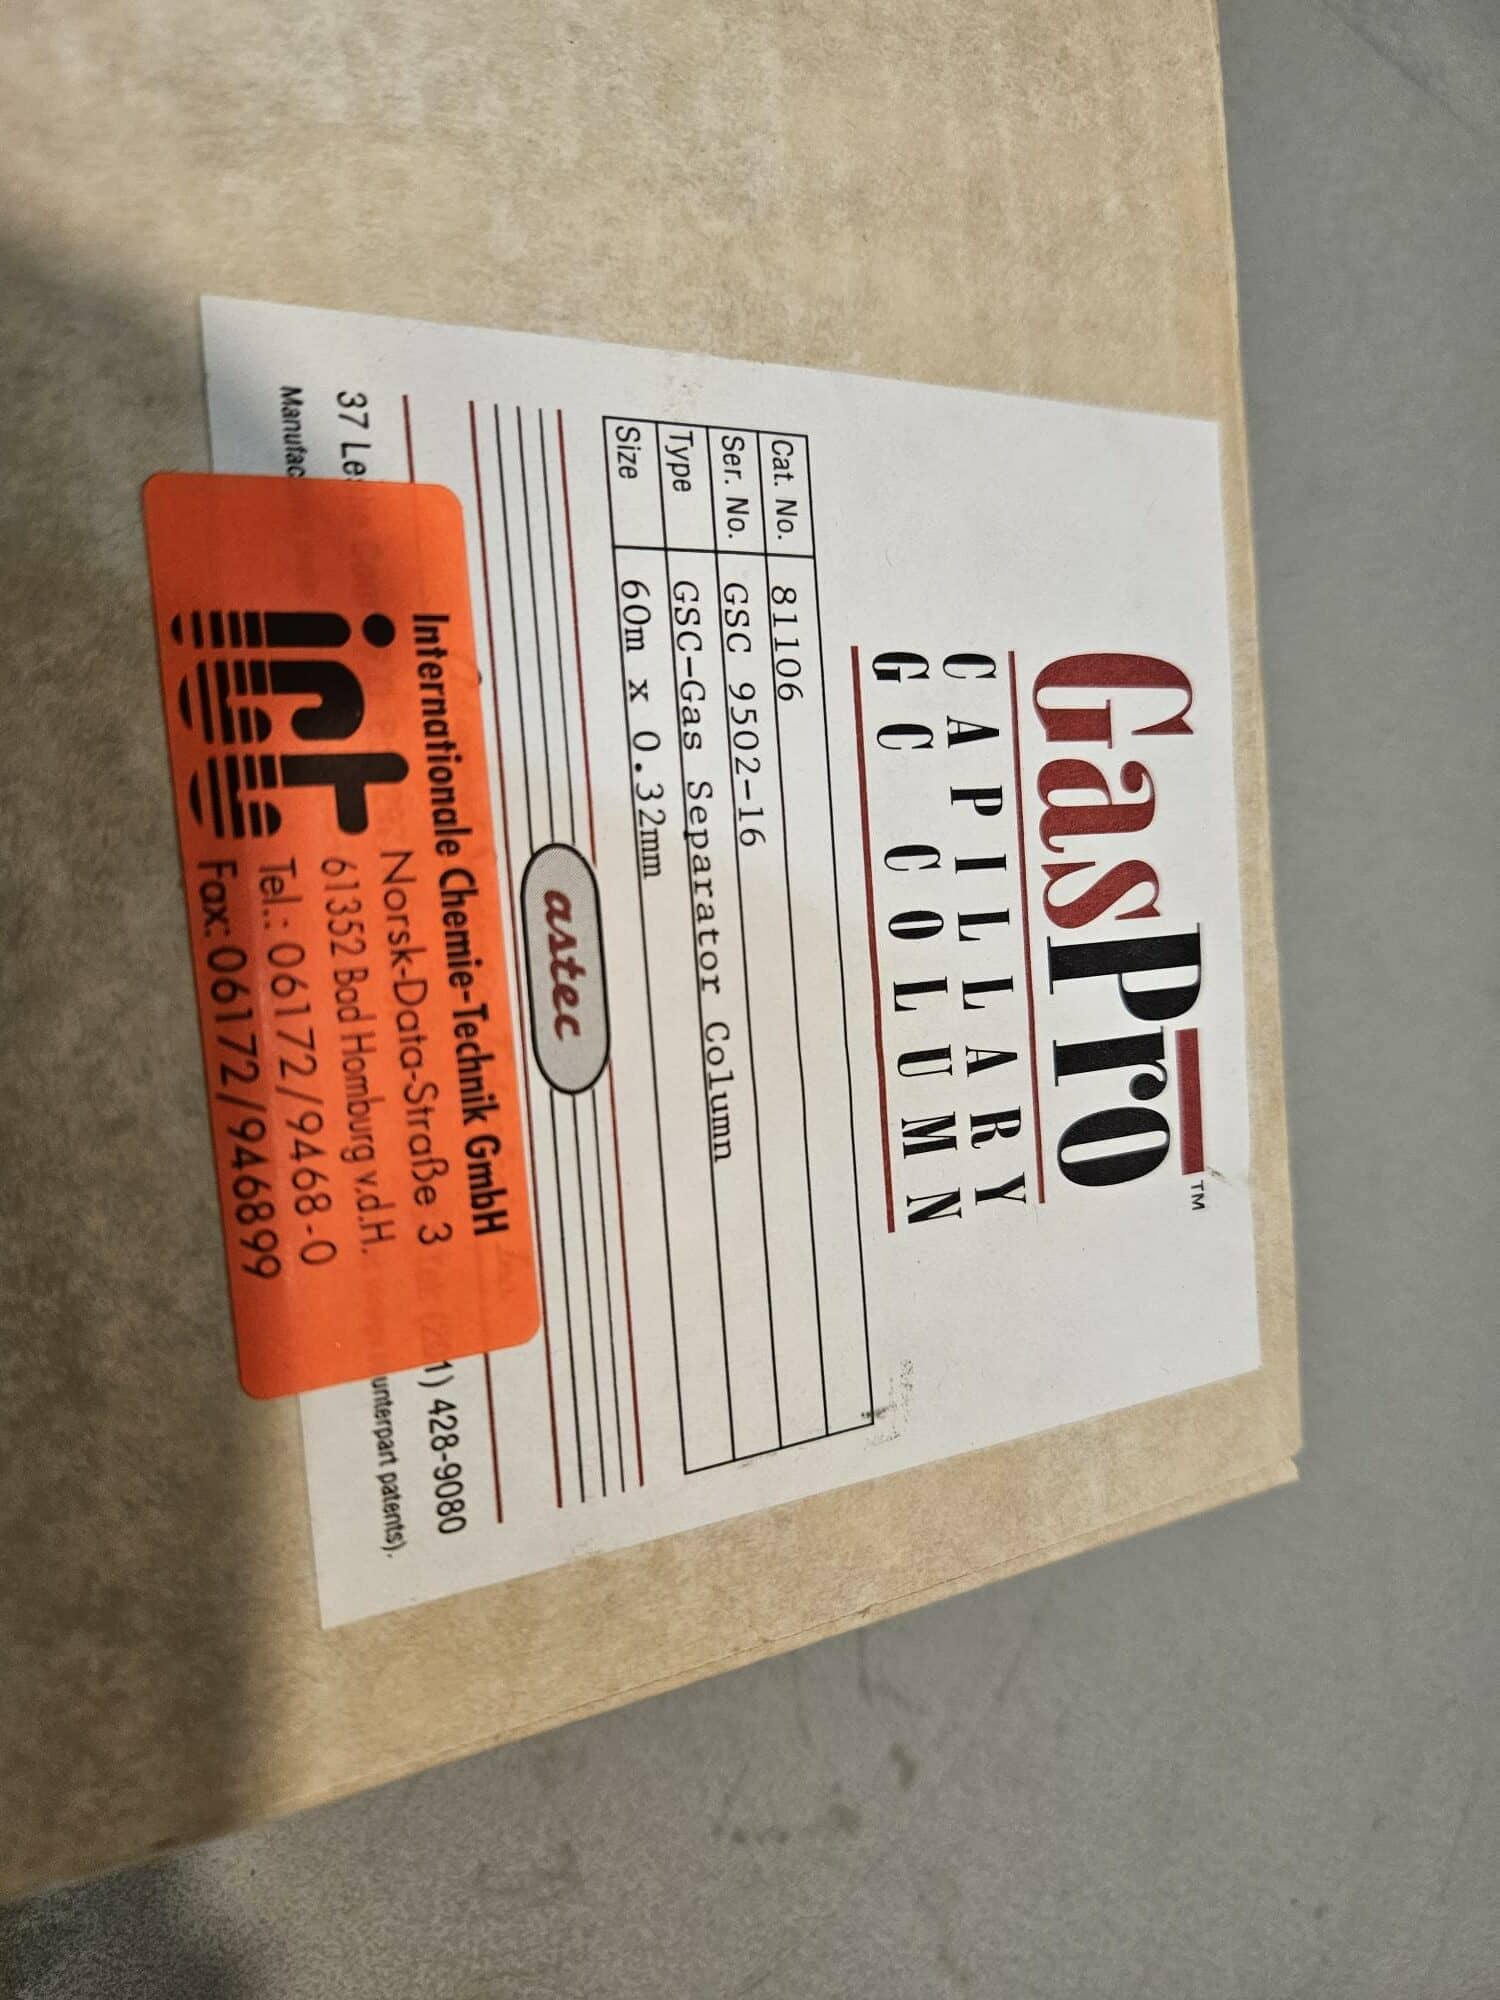 GasPro™
CAPILLARY
GC COLUMN
Cat. No. 81106
Ser. No. GSC 9502-16
Type GSC-Gas Separator Column
Size 60m x 0.32mm
astec
Internationale Chemie-Technik GmbH
Norsk-Data-Straße 3
61352 Bad Homburg v.d.H.
Tel.: 06172/9468-0
Fax: 06172/946899
ict
37 1) 428-9080
unterpart patents).